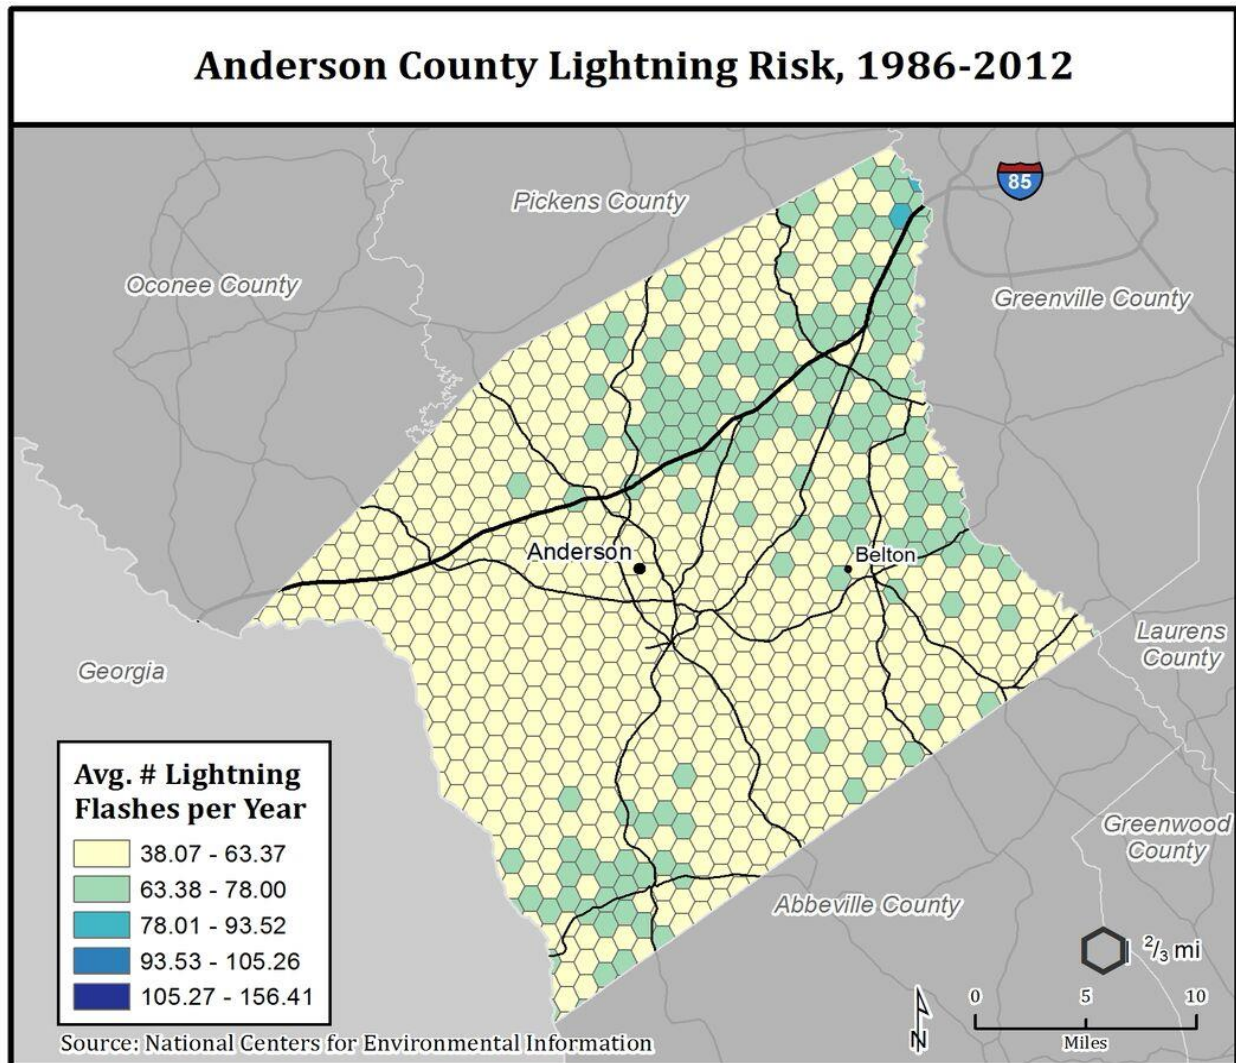 Anderson County Lightning Risk, 1986-2012
85
Pickens County
Oconee County
Greenville County
Anderson
Belton
Laurens
County
Georgia
Avg. # Lightning
Flashes per Year
38.07 - 63.37
63.38 - 78.00
78.01 - 93.52
93.53 - 105.26
105.27 - 156.41
Greenwood
County
Abbeville County
2/3 mi
0 5 10
Miles
N
Source: National Centers for Environmental Information